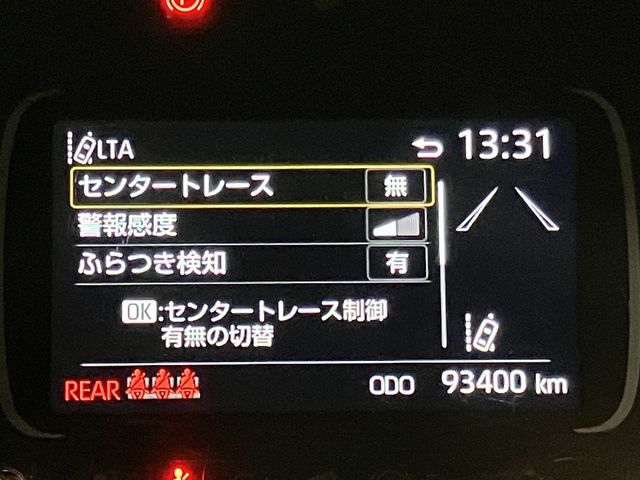 LTA
13:31
センタートレース 無
警報感度
ふらつき検知 有
OK:センタートレース制御
有無の切替
REAR
ODO 93400 km